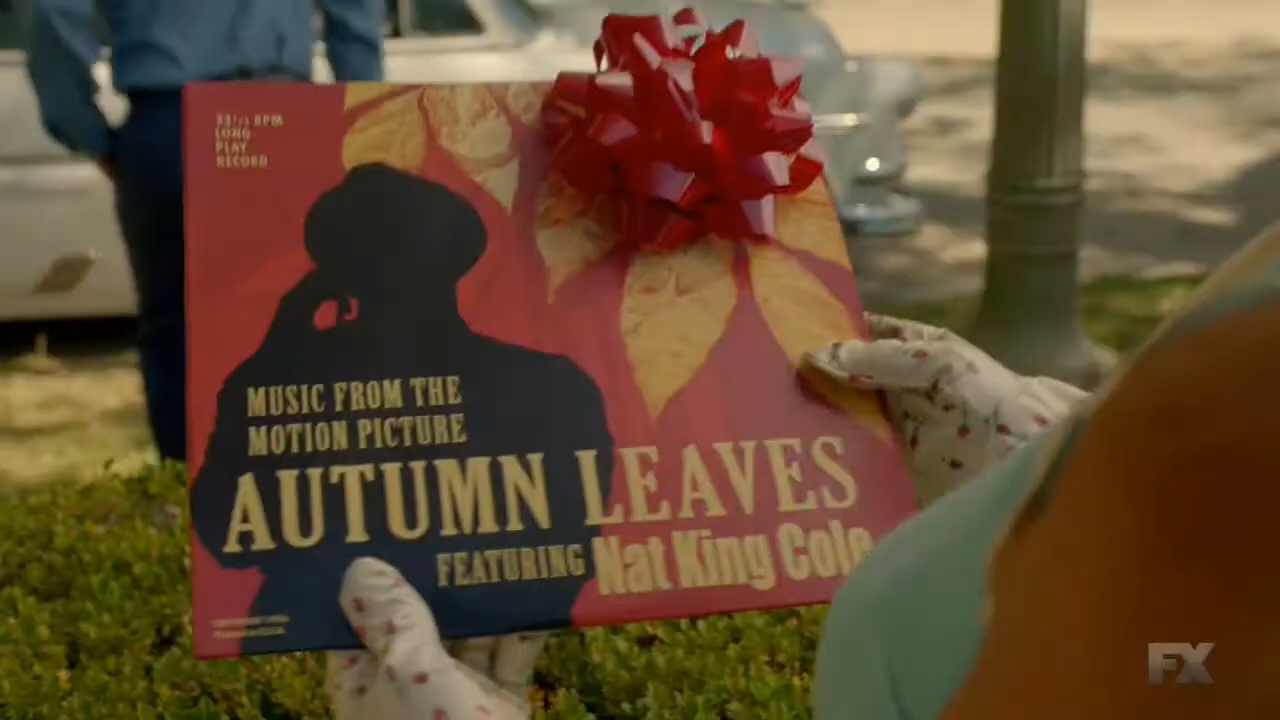 33⅓ RPM
LONG
PLAY
RECORD
MUSIC FROM THE
MOTION PICTURE
AUTUMN LEAVES
FEATURING Nat King Cole
FX